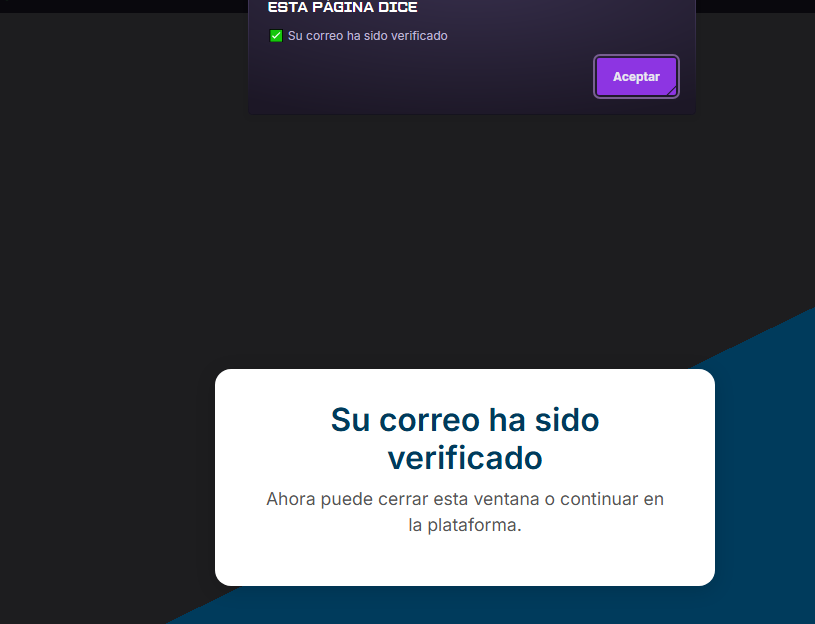 ESTA PÁGINA DICE
✅ Su correo ha sido verificado
Aceptar
Su correo ha sido
verificado
Ahora puede cerrar esta ventana o continuar en
la plataforma.